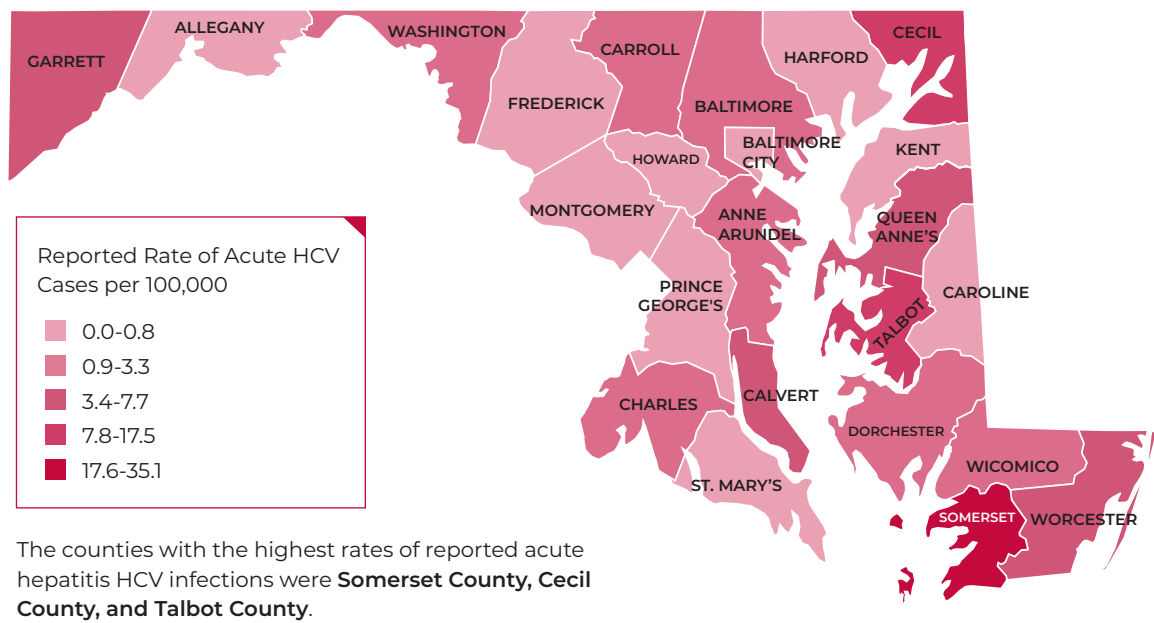 ALLEGANY
WASHINGTON
CECIL
GARRETT
CARROLL
HARFORD
FREDERICK
BALTIMORE
BALTIMORE
CITY
KENT
HOWARD
MONTGOMERY
ANNE
ARUNDEL
QUEEN
ANNE'S
PRINCE
GEORGE'S
CAROLINE
TALBOT
CALVERT
CHARLES
DORCHESTER
WICOMICO
ST. MARY'S
SOMERSET
WORCESTER
Reported Rate of Acute HCV
Cases per 100,000
0.0-0.8
0.9-3.3
3.4-7.7
7.8-17.5
17.6-35.1
The counties with the highest rates of reported acute
hepatitis HCV infections were Somerset County, Cecil
County, and Talbot County.